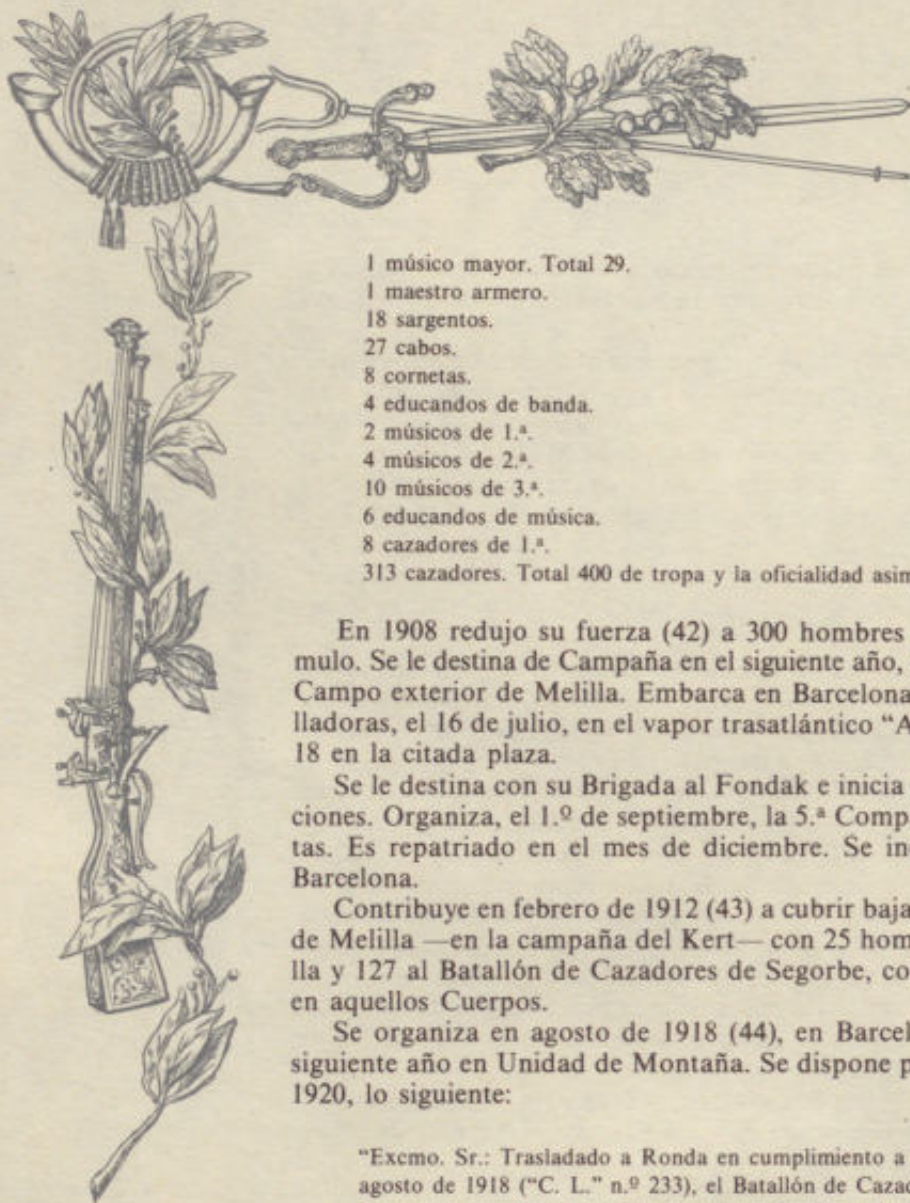 1 músico mayor. Total 29.
1 maestro armero.
18 sargentos.
27 cabos.
8 cornetas.
4 educandos de banda.
2 músicos de 1.ª.
4 músicos de 2.ª.
10 músicos de 3.ª.
6 educandos de música.
8 cazadores de 1.ª.
313 cazadores. Total 400 de tropa y la oficialidad asim
En 1908 redujo su fuerza (42) a 300 hombres
mulo. Se le destina de Campaña en el siguiente año,
Campo exterior de Melilla. Embarca en Barcelona
lladoras, el 16 de julio, en el vapor trasatlántico “A
18 en la citada plaza.
Se le destina con su Brigada al Fondak e inicia
ciones. Organiza, el 1.º de septiembre, la 5.ª Comp
tas. Es repatriado en el mes de diciembre. Se in
Barcelona.
Contribuye en febrero de 1912 (43) a cubrir baja
de Melilla —en la campaña del Kert— con 25 hom
lla y 127 al Batallón de Cazadores de Segorbe, co
en aquellos Cuerpos.
Se organiza en agosto de 1918 (44), en Barcel
siguiente año en Unidad de Montaña. Se dispone p
1920, lo siguiente:
“Excmo. Sr.: Trasladado a Ronda en cumplimiento a
agosto de 1918 (“C. L.” n.º 233), el Batallón de Cazad